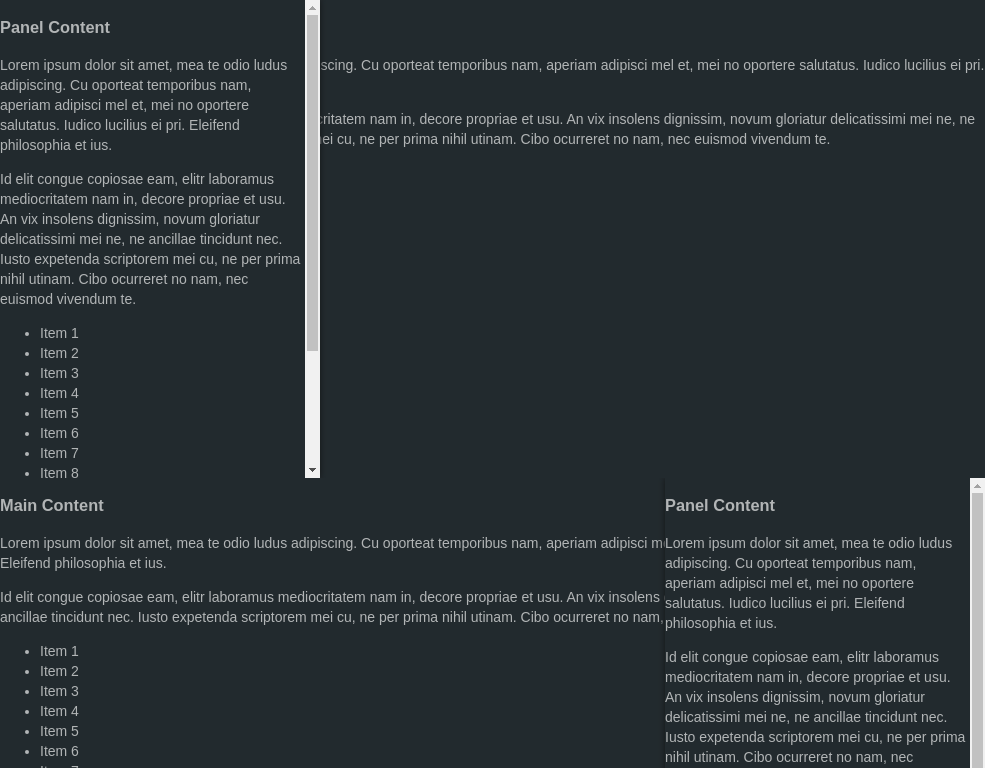 Panel Content
Lorem ipsum dolor sit amet, mea te odio ludus
adipiscing. Cu oporteat temporibus nam,
aperiam adipisci mel et, mei no oportere
salutatus. Iudico lucilius ei pri. Eleifend
philosophia et ius.
Id elit congue copiosae eam, elitr laboramus
mediocritatem nam in, decore propriae et usu.
An vix insolens dignissim, novum gloriatur
delicatissimi mei ne, ne ancillae tincidunt nec.
Iusto expetenda scriptorem mei cu, ne per prima
nihil utinam. Cibo ocurreret no nam, nec
euismod vivendum te.
Item 1
Item 2
Item 3
Item 4
Item 5
Item 6
Item 7
Item 8
scing. Cu oporteat temporibus nam, aperiam adipisci mel et, mei no oportere salutatus. Iudico lucilius ei pri.
critatem nam in, decore propriae et usu. An vix insolens dignissim, novum gloriatur delicatissimi mei ne, ne
ei cu, ne per prima nihil utinam. Cibo ocurreret no nam, nec euismod vivendum te.
Main Content
Lorem ipsum dolor sit amet, mea te odio ludus adipiscing. Cu oporteat temporibus nam, aperiam adipisci m
Eleifend philosophia et ius.
Id elit congue copiosae eam, elitr laboramus mediocritatem nam in, decore propriae et usu. An vix insolens
ancillae tincidunt nec. Iusto expetenda scriptorem mei cu, ne per prima nihil utinam. Cibo ocurreret no nam,
Item 1
Item 2
Item 3
Item 4
Item 5
Item 6
Panel Content
Lorem ipsum dolor sit amet, mea te odio ludus
adipiscing. Cu oporteat temporibus nam,
aperiam adipisci mel et, mei no oportere
salutatus. Iudico lucilius ei pri. Eleifend
philosophia et ius.
Id elit congue copiosae eam, elitr laboramus
mediocritatem nam in, decore propriae et usu.
An vix insolens dignissim, novum gloriatur
delicatissimi mei ne, ne ancillae tincidunt nec.
Iusto expetenda scriptorem mei cu, ne per prima
nihil utinam. Cibo ocurreret no nam, nec